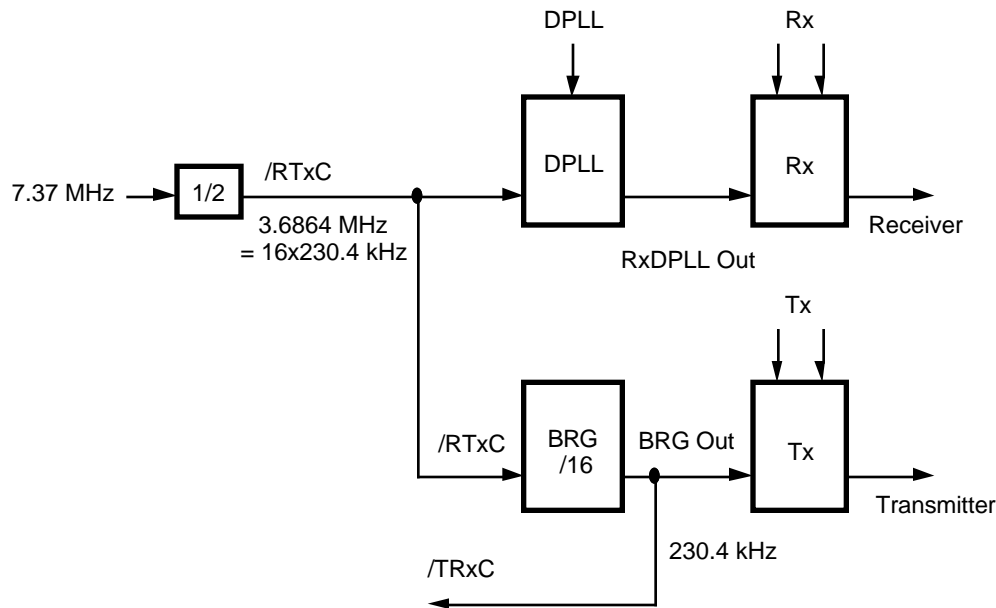 DPLL
Rx
7.37 MHz
1/2
/RTxC
3.6864 MHz
= 16x230.4 kHz
DPLL
Rx
RxDPLL Out
Receiver
Tx
/RTxC
BRG
/16
BRG Out
Tx
Transmitter
230.4 kHz
/TRxC